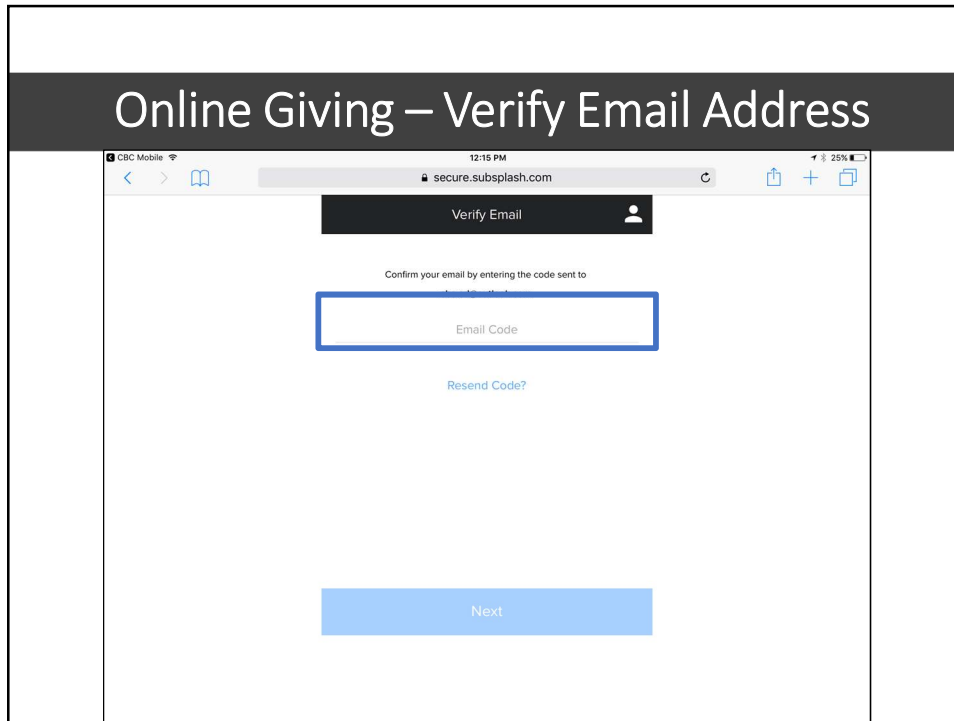 Online Giving – Verify Email Address
CBC Mobile 12:15 PM 25%
secure.subsplash.com
Verify Email
Confirm your email by entering the code sent to
Email Code
Resend Code?
Next